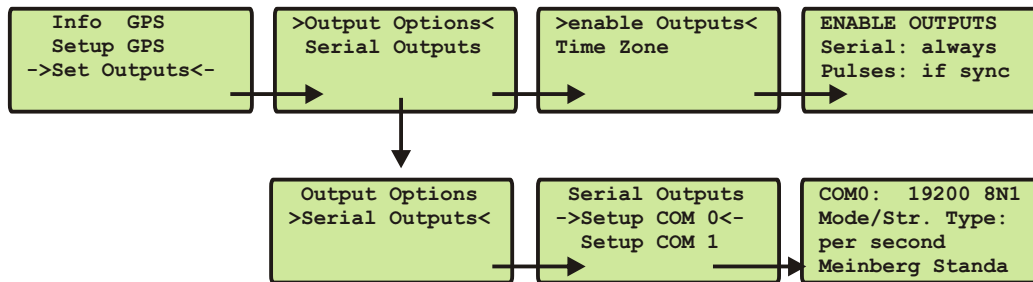 Info GPS
Setup GPS
->Set Outputs<-
>Output Options<
Serial Outputs
>enable Outputs<
Time Zone
ENABLE OUTPUTS
Serial: always
Pulses: if sync
Output Options
>Serial Outputs<
Serial Outputs
->Setup COM 0<-
Setup COM 1
COM0: 19200 8N1
Mode/Str. Type:
per second
Meinberg Standa